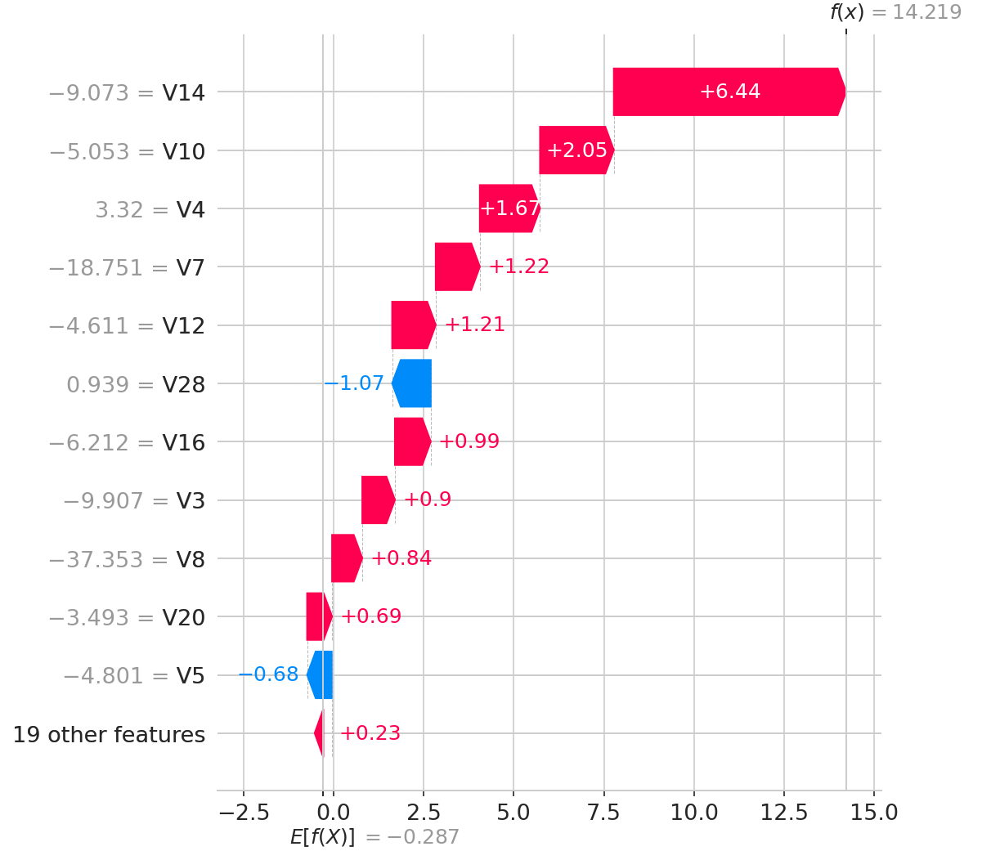 f(x) = 14.219
−9.073 = V14 +6.44
−5.053 = V10 +2.05
3.32 = V4 +1.67
−18.751 = V7 +1.22
−4.611 = V12 +1.21
0.939 = V28 −1.07
−6.212 = V16 +0.99
−9.907 = V3 +0.9
−37.353 = V8 +0.84
−3.493 = V20 +0.69
−4.801 = V5 −0.68
19 other features +0.23
−2.5 0.0 2.5 5.0 7.5 10.0 12.5 15.0
E[f(X)] = −0.287